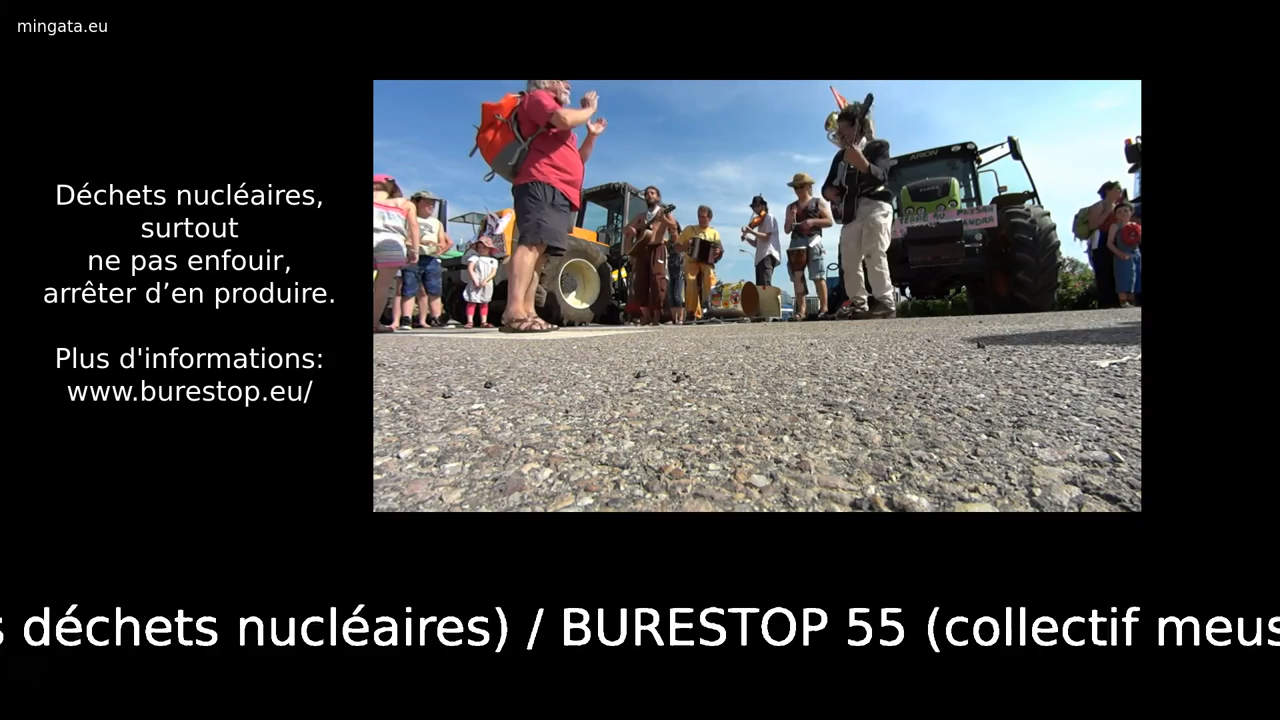 mingata.eu
Déchets nucléaires,
surtout
ne pas enfouir,
arrêter d’en produire.
Plus d'informations:
www.burestop.eu/
ARION
déchets nucléaires) / BURESTOP 55 (collectif meus